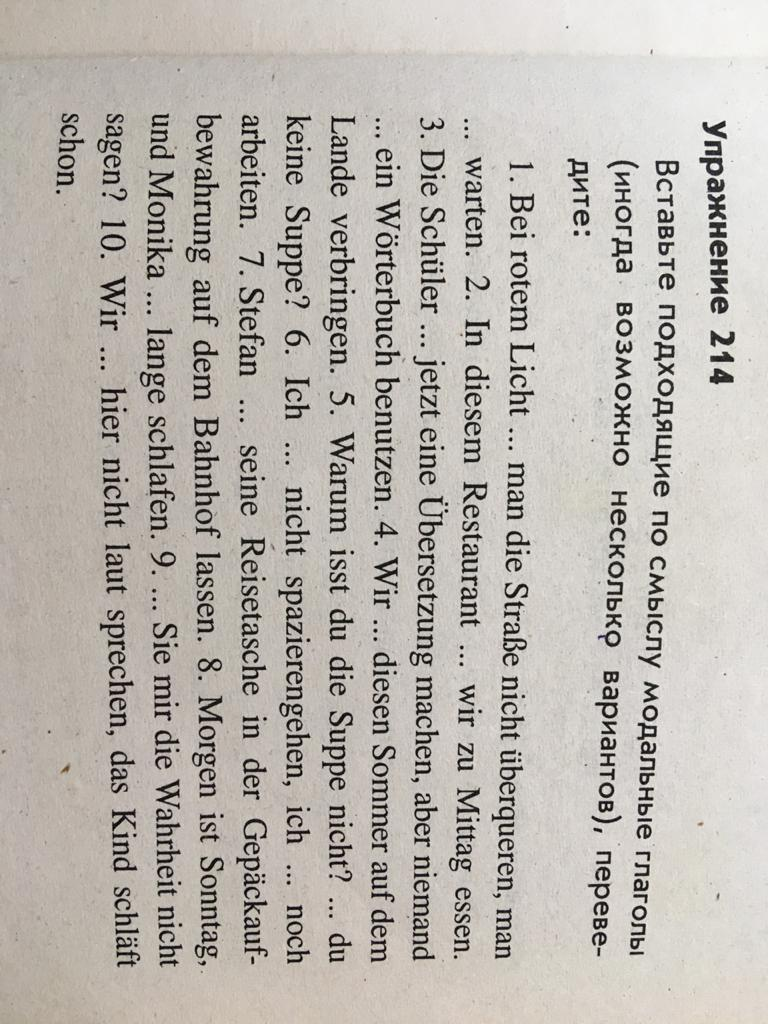 Упражнение 214
Вставьте подходящие по смыслу модальные глаголы
(иногда возможно несколько вариантов), переве-
дите:
1. Bei rotem Licht ... man die Straße nicht überqueren, man
... warten. 2. In diesem Restaurant ... wir zu Mittag essen.
3. Die Schüler ... jetzt eine Übersetzung machen, aber niemand
... ein Wörterbuch benutzen. 4. Wir ... diesen Sommer auf dem
Lande verbringen. 5. Warum isst du die Suppe nicht? ... du
keine Suppe? 6. Ich ... nicht spazierengehen, ich ... noch
arbeiten. 7. Stefan ... seine Reisetasche in der Gepäckauf-
bewahrung auf dem Bahnhof lassen. 8. Morgen ist Sonntag,
und Monika ... lange schlafen. 9. ... Sie mir die Wahrheit nicht
sagen? 10. Wir ... hier nicht laut sprechen, das Kind schläft
schon.